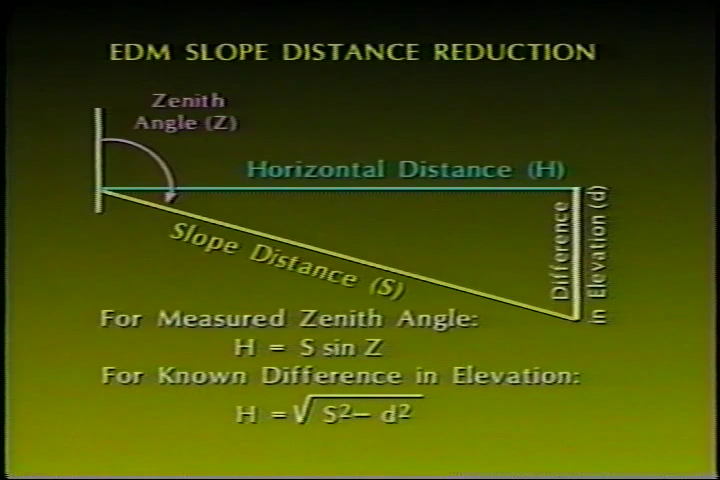 EDM SLOPE DISTANCE REDUCTION
Zenith
Angle (Z)
Horizontal Distance (H)
Slope Distance (S)
Difference
in Elevation (d)
For Measured Zenith Angle:
H = S sin Z
For Known Difference in Elevation:
H = √S² – d²